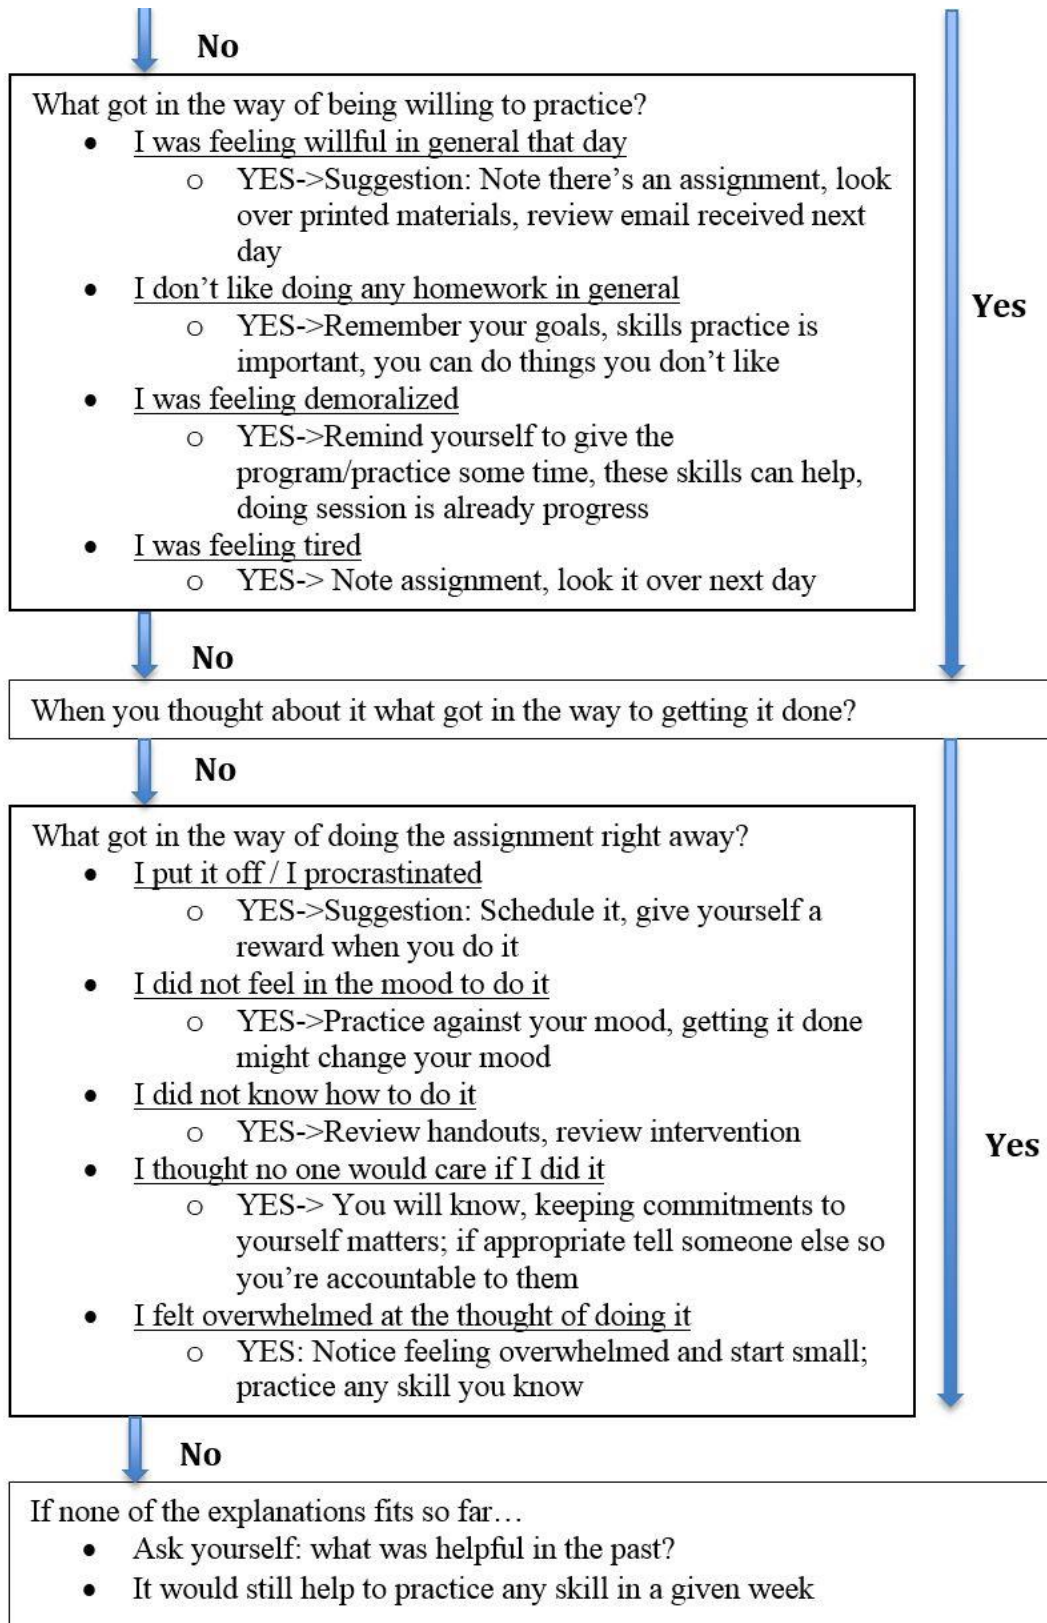 No
What got in the way of being willing to practice?
• I was feeling willful in general that day
o YES->Suggestion: Note there’s an assignment, look
over printed materials, review email received next
day
• I don’t like doing any homework in general
o YES->Remember your goals, skills practice is
important, you can do things you don’t like
• I was feeling demoralized
o YES->Remind yourself to give the
program/practice some time, these skills can help,
doing session is already progress
• I was feeling tired
o YES-> Note assignment, look it over next day
Yes
No
When you thought about it what got in the way to getting it done?
No
What got in the way of doing the assignment right away?
• I put it off / I procrastinated
o YES->Suggestion: Schedule it, give yourself a
reward when you do it
• I did not feel in the mood to do it
o YES->Practice against your mood, getting it done
might change your mood
• I did not know how to do it
o YES->Review handouts, review intervention
• I thought no one would care if I did it
o YES-> You will know, keeping commitments to
yourself matters; if appropriate tell someone else so
you’re accountable to them
• I felt overwhelmed at the thought of doing it
o YES: Notice feeling overwhelmed and start small;
practice any skill you know
Yes
No
If none of the explanations fits so far…
• Ask yourself: what was helpful in the past?
• It would still help to practice any skill in a given week